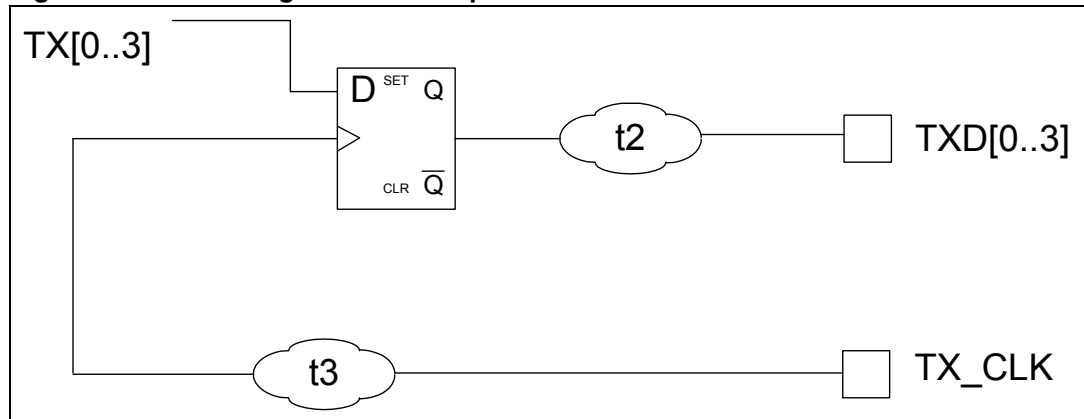 TX[0..3]
D SET Q
t2
TXD[0..3]
CLR Q
t3
TX_CLK